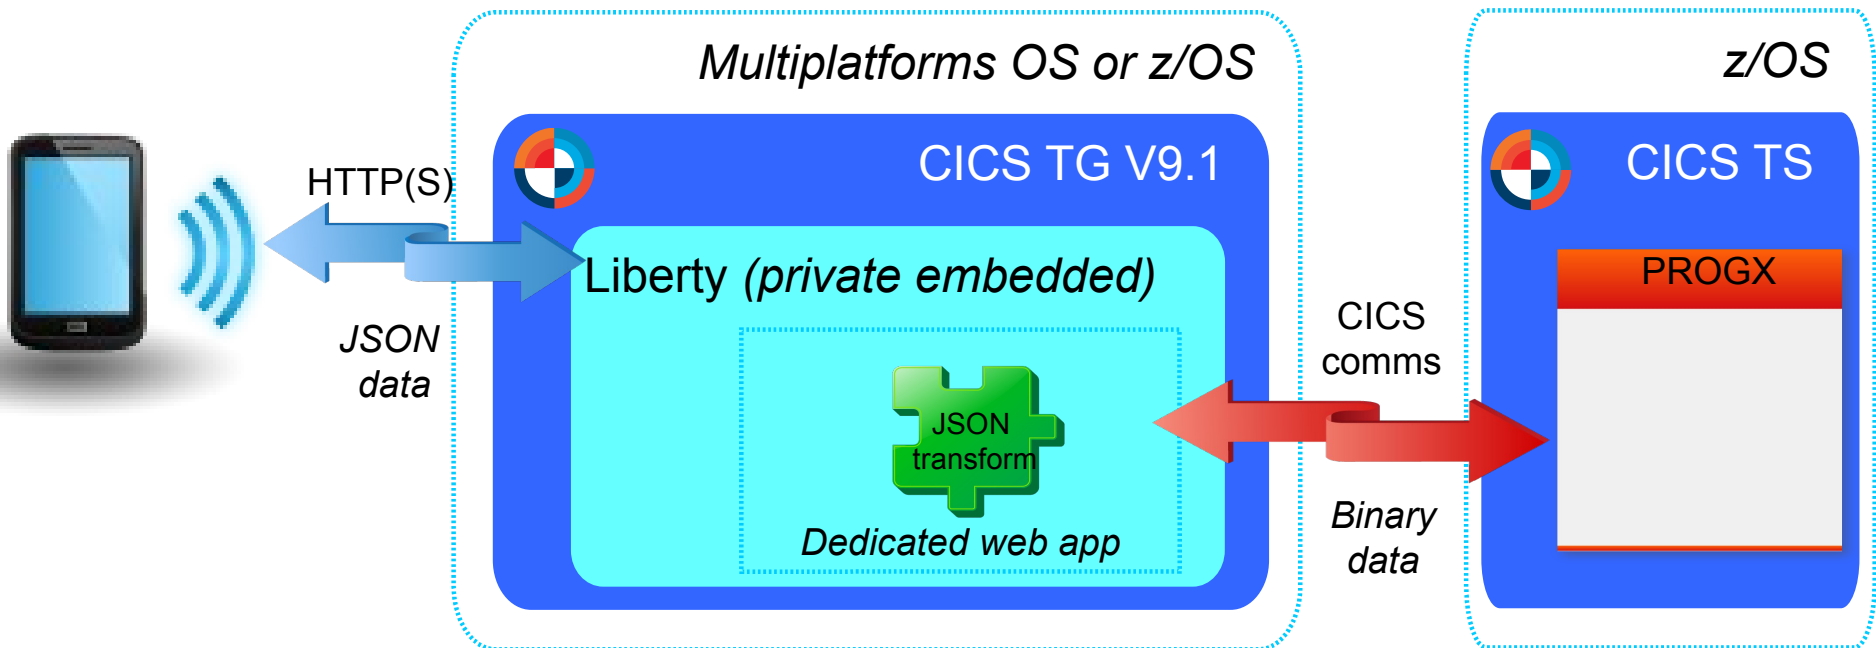 Multiplatforms OS or z/OS
z/OS
CICS TG V9.1
CICS TS
HTTP(S)
Liberty (private embedded)
PROGX
JSON
data
CICS
comms
JSON
transform
Dedicated web app
Binary
data